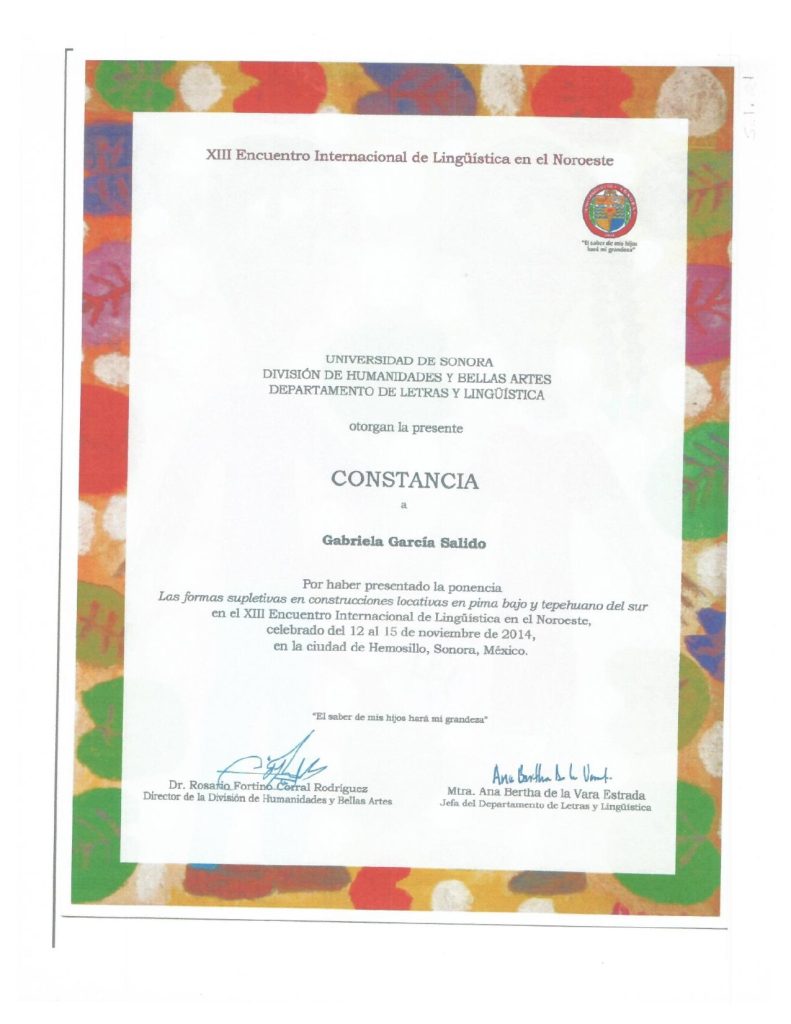 XIII Encuentro Internacional de Lingüística en el Noroeste
"El saber de mis hijos
hará mi grandeza"
UNIVERSIDAD DE SONORA
DIVISIÓN DE HUMANIDADES Y BELLAS ARTES
DEPARTAMENTO DE LETRAS Y LINGÜÍSTICA
otorgan la presente
CONSTANCIA
a
Gabriela García Salido
Por haber presentado la ponencia
Las formas supletivas en construcciones locativas en pima bajo y tepehuano del sur
en el XIII Encuentro Internacional de Lingüística en el Noroeste,
celebrado del 12 al 15 de noviembre de 2014,
en la ciudad de Hemosillo, Sonora, México.
"El saber de mis hijos hará mi grandeza"
Ana Bertha De la Vara E.
Dr. Rosario Fortino Corral Rodríguez
Director de la División de Humanidades y Bellas Artes
Mtra. Ana Bertha de la Vara Estrada
Jefa del Departamento de Letras y Lingüística